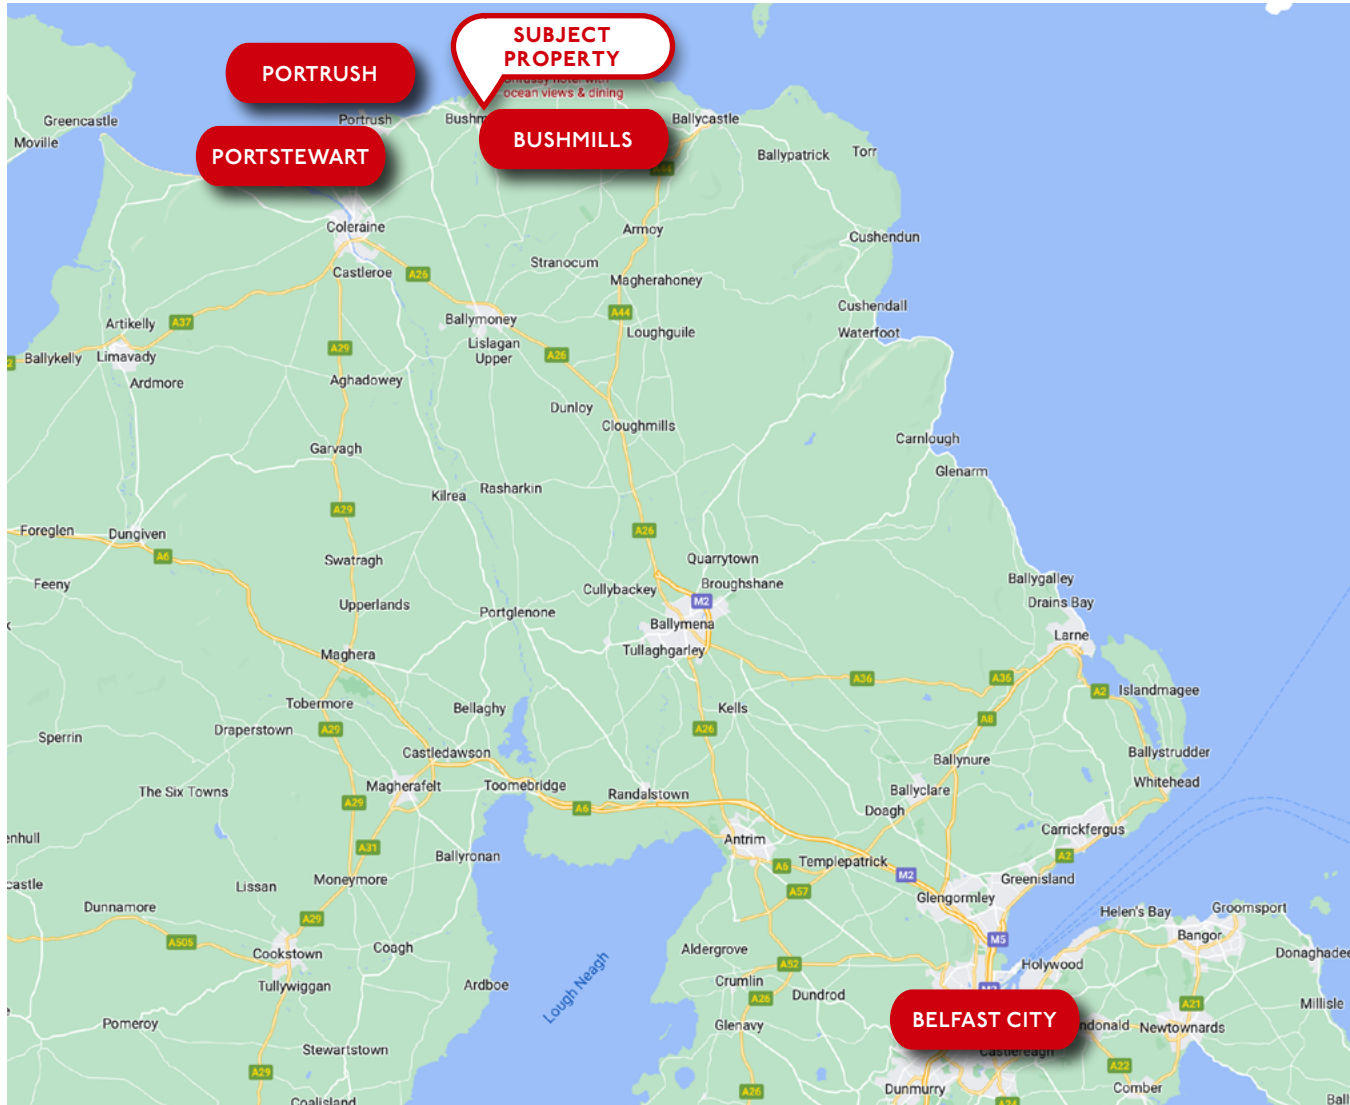 SUBJECT
PROPERTY
PORTRUSH
ocean views & dining
Greencastle
Portrush
Ballycastle
BUSHMILLS
Moville
PORTSTEWART
Ballypatrick
Torr
Coleraine
Armoy
Cushendun
Castleroe
A26
Stranocum
Magherahoney
Cushendall
A44
Artikelly
A37
Ballymoney
Loughguile
Waterfoot
Ballykelly
Limavady
A29
Lislagan
Upper
A26
Ardmore
Aghadowey
Dunloy
Cloughmills
Carnlough
Garvagh
Glenarm
Kilrea
Rasharkin
A29
Foreglen
Dungiven
A26
A6
Swatragh
Quarrytown
Feeny
Cullybackey
Broughshane
Ballygalley
Upperlands
Portglenone
M2
Drains Bay
Ballymena
Larne
Maghera
Tullaghgarley
A36
A36
A2
Islandmagee
Tobermore
Bellaghy
Kells
A8
Draperstown
A29
A26
Sperrin
Castledawson
Ballynure
Ballystrudder
Whitehead
The Six Towns
Magherafelt
Toomebridge
Randalstown
Ballyclare
A29
A6
Doagh
Antrim
Carrickfergus
A31
Ballyronan
A6
Templepatrick
A2
Lissan
Moneymore
A57
M2
Greenisland
Glengormley
Dunnamore
A29
Helen's Bay
Groomsport
A505
Cookstown
Coagh
Aldergrove
M5
Bangor
Donaghadee
Tullywiggan
Ardboe
Lough Neagh
A52
Holywood
Crumlin
A26
Dundrod
A21
Millisle
Pomeroy
Glenavy
BELFAST CITY
Newtownards
Stewartstown
Castlereagh
A29
A22
A26
Dunmurry
Comber
Coalisland
A24